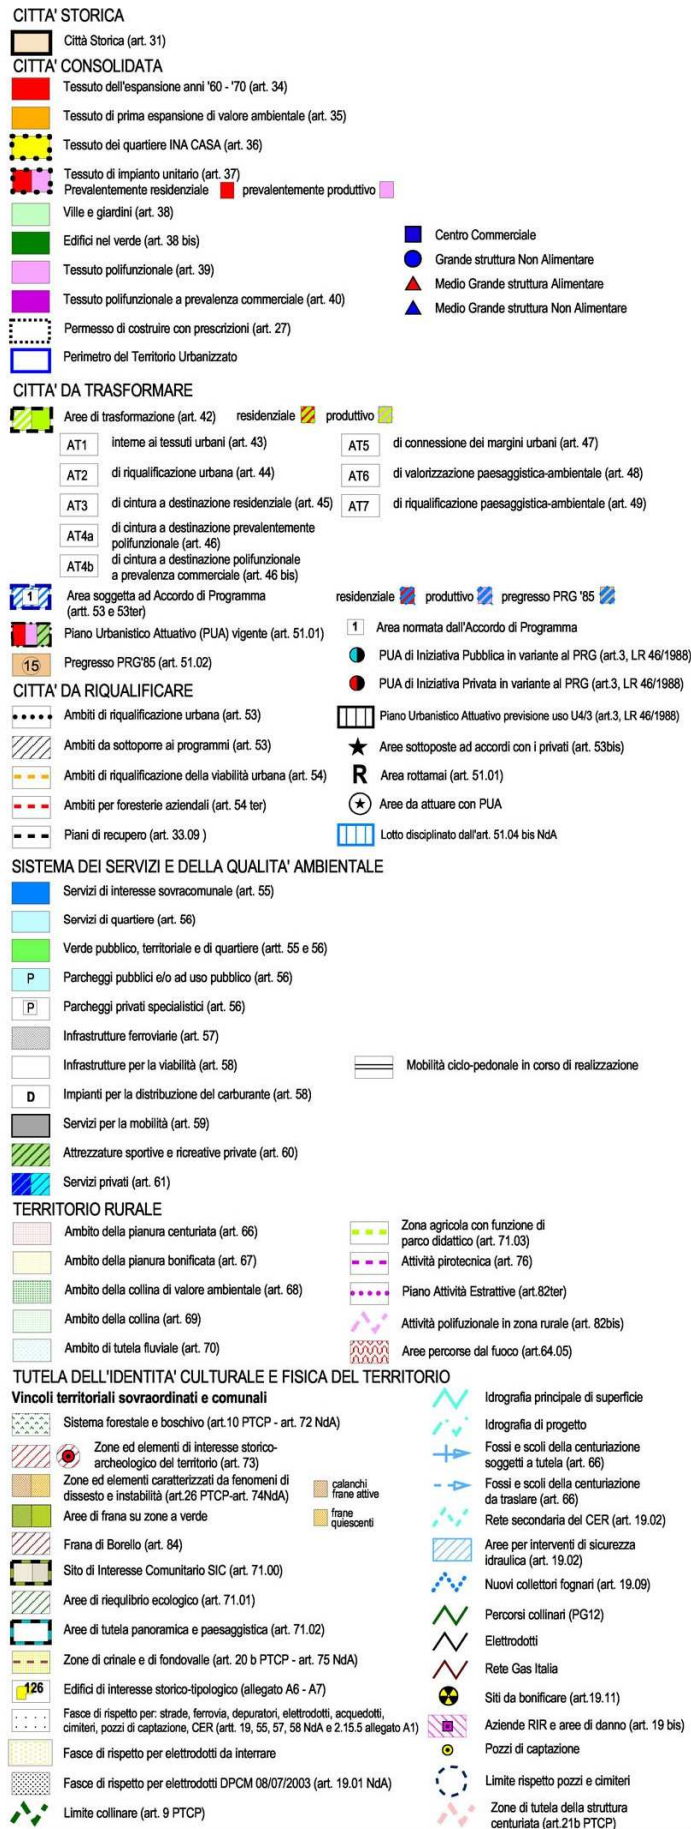 CITTA' STORICA
Città Storica (art. 31)
CITTA' CONSOLIDATA
Tessuto dell'espansione anni '60 - '70 (art. 34)
Tessuto di prima espansione di valore ambientale (art. 35)
Tessuto dei quartiere INA CASA (art. 36)
Tessuto di impianto unitario (art. 37)
Prevalentemente residenziale prevalentemente produttivo
Ville e giardini (art. 38)
Edifici nel verde (art. 38 bis)
Tessuto polifunzionale (art. 39)
Tessuto polifunzionale a prevalenza commerciale (art. 40)
Permesso di costruire con prescrizioni (art. 27)
Perimetro del Territorio Urbanizzato
Centro Commerciale
Grande struttura Non Alimentare
Medio Grande struttura Alimentare
Medio Grande struttura Non Alimentare
CITTA' DA TRASFORMARE
Aree di trasformazione (art. 42) residenziale produttivo
AT1 interne ai tessuti urbani (art. 43)
AT2 di riqualificazione urbana (art. 44)
AT3 di cintura a destinazione residenziale (art. 45)
AT4a di cintura a destinazione prevalentemente
polifunzionale (art. 46)
AT4b di cintura a destinazione polifunzionale
a prevalenza commerciale (art. 46 bis)
AT5 di connessione dei margini urbani (art. 47)
AT6 di valorizzazione paesaggistica-ambientale (art. 48)
AT7 di riqualificazione paesaggistica-ambientale (art. 49)
1 Area soggetta ad Accordo di Programma
(artt. 53 e 53ter)
residenziale produttivo pregresso PRG '85
Piano Urbanistico Attuativo (PUA) vigente (art. 51.01)
15 Pregresso PRG'85 (art. 51.02)
1 Area normata dall'Accordo di Programma
PUA di Iniziativa Pubblica in variante al PRG (art.3, LR 46/1988)
PUA di Iniziativa Privata in variante al PRG (art.3, LR 46/1988)
CITTA' DA RIQUALIFICARE
Ambiti di riqualificazione urbana (art. 53)
Ambiti da sottoporre ai programmi (art. 53)
Ambiti di riqualificazione della viabilità urbana (art. 54)
Ambiti per foresterie aziendali (art. 54 ter)
Piani di recupero (art. 33.09 )
Piano Urbanistico Attuativo previsione uso U4/3 (art.3, LR 46/1988)
Aree sottoposte ad accordi con i privati (art. 53bis)
R Area rottamai (art. 51.01)
Aree da attuare con PUA
Lotto disciplinato dall'art. 51.04 bis NdA
SISTEMA DEI SERVIZI E DELLA QUALITA' AMBIENTALE
Servizi di interesse sovracomunale (art. 55)
Servizi di quartiere (art. 56)
Verde pubblico, territoriale e di quartiere (artt. 55 e 56)
P Parcheggi pubblici e/o ad uso pubblico (art. 56)
P Parcheggi privati specialistici (art. 56)
Infrastrutture ferroviarie (art. 57)
Infrastrutture per la viabilità (art. 58)
Mobilità ciclo-pedonale in corso di realizzazione
D Impianti per la distribuzione del carburante (art. 58)
Servizi per la mobilità (art. 59)
Attrezzature sportive e ricreative private (art. 60)
Servizi privati (art. 61)
TERRITORIO RURALE
Ambito della pianura centuriata (art. 66)
Ambito della pianura bonificata (art. 67)
Ambito della collina di valore ambientale (art. 68)
Ambito della collina (art. 69)
Ambito di tutela fluviale (art. 70)
Zona agricola con funzione di
parco didattico (art. 71.03)
Attività pirotecnica (art. 76)
Piano Attività Estrattive (art.82ter)
Attività polifuzionale in zona rurale (art. 82bis)
Aree percorse dal fuoco (art.64.05)
TUTELA DELL'IDENTITA' CULTURALE E FISICA DEL TERRITORIO
Vincoli territoriali sovraordinati e comunali
Sistema forestale e boschivo (art.10 PTCP - art. 72 NdA)
Zone ed elementi di interesse storico-
archeologico del territorio (art. 73)
Zone ed elementi caratterizzati da fenomeni di
dissesto e instabilità (art.26 PTCP-art. 74NdA)
calanchi
frane attive
Aree di frana su zone a verde
frane
quiescenti
Frana di Borello (art. 84)
Sito di Interesse Comunitario SIC (art. 71.00)
Aree di riequlibrio ecologico (art. 71.01)
Aree di tutela panoramica e paesaggistica (art. 71.02)
Zone di crinale e di fondovalle (art. 20 b PTCP - art. 75 NdA)
126 Edifici di interesse storico-tipologico (allegato A6 - A7)
Fasce di rispetto per: strade, ferrovia, depuratori, elettrodotti, acquedotti,
cimiteri, pozzi di captazione, CER (artt. 19, 55, 57, 58 NdA e 2.15.5 allegato A1)
Fasce di rispetto per elettrodotti da interrare
Fasce di rispetto per elettrodotti DPCM 08/07/2003 (art. 19.01 NdA)
Limite collinare (art. 9 PTCP)
Idrografia principale di superficie
Idrografia di progetto
Fossi e scoli della centuriazione
soggetti a tutela (art. 66)
Fossi e scoli della centuriazione
da traslare (art. 66)
Rete secondaria del CER (art. 19.02)
Aree per interventi di sicurezza
idraulica (art. 19.02)
Nuovi collettori fognari (art. 19.09)
Percorsi collinari (PG12)
Elettrodotti
Rete Gas Italia
Siti da bonificare (art.19.11)
Aziende RIR e aree di danno (art. 19 bis)
Pozzi di captazione
Limite rispetto pozzi e cimiteri
Zone di tutela della struttura
centuriata (art.21b PTCP)